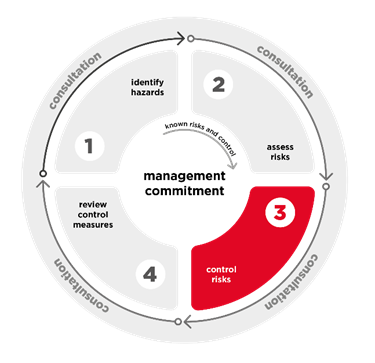 consultation
consultation
identify
hazards
1
2
assess
risks
known risks and control
management
commitment
review
control
measures
4
3
control
risks
consultation
consultation